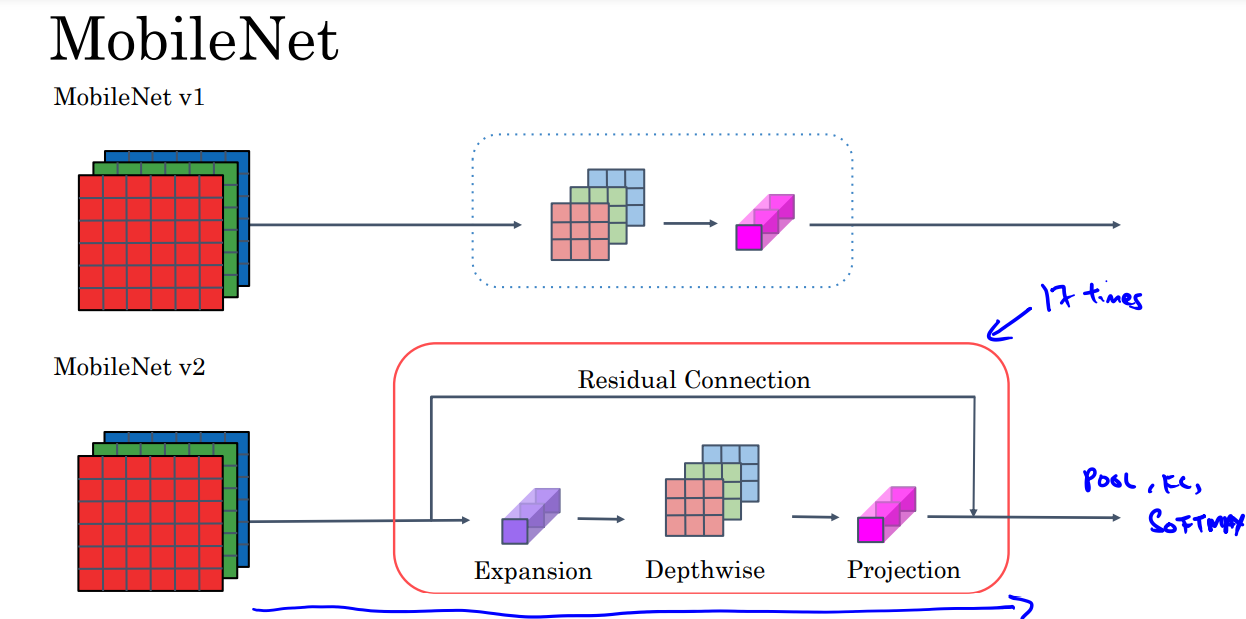 MobileNet
MobileNet v1
17 times
MobileNet v2
Residual Connection
POOL, FC,
SOFTMAX
Expansion
Depthwise
Projection